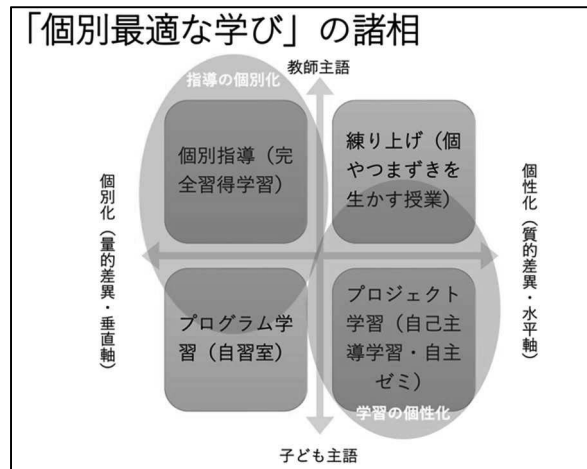 「個別最適な学び」の諸相
教師主語
指導の個別化
個別指導（完
全習得学習）
練り上げ（個
やつまずきを
生かす授業）
個別化（量的差異・垂直軸）
個性化（質的差異・水平軸）
プログラム学
習（自習室）
プロジェクト
学習（自己主
導学習・自主
ゼミ）
学習の個性化
子ども主語